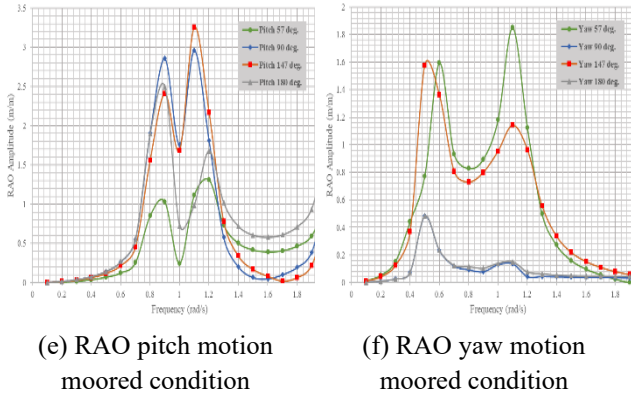 3.5
3
2.5
2
1.5
1
0.5
0
0 0.2 0.4 0.6 0.8 1 1.2 1.4 1.6 1.8
RAO Amplitude (m/m)
Frequency (rad/s)
Pitch 57 deg.
Pitch 90 deg.
Pitch 147 deg.
Pitch 180 deg.
(e) RAO pitch motion
moored condition
2
1.8
1.6
1.4
1.2
1
0.8
0.6
0.4
0.2
0
0 0.2 0.4 0.6 0.8 1 1.2 1.4 1.6 1.8
RAO Amplitude (m/m)
Frequency (rad/s)
Yaw 57 deg.
Yaw 90 deg.
Yaw 147 deg.
Yaw 180 deg.
(f) RAO yaw motion
moored condition